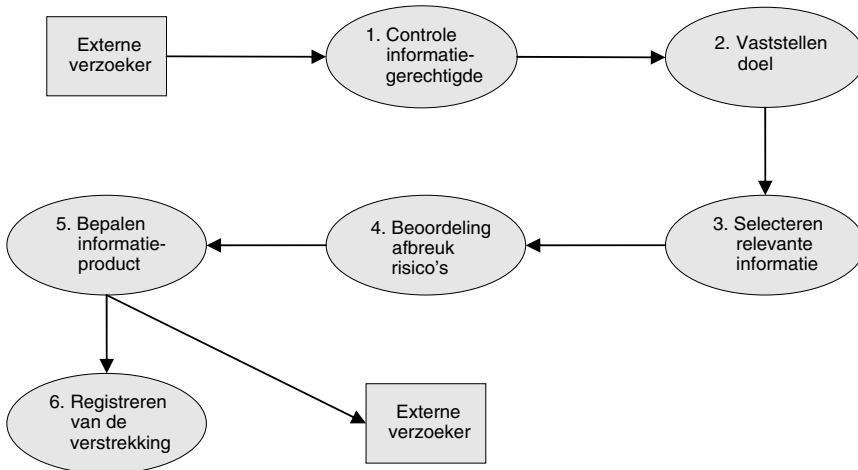 Externe
verzoeker
1. Controle
informatie-
gerechtigde
2. Vaststellen
doel
3. Selecteren
relevante
informatie
4. Beoordeling
afbreuk
risico's
5. Bepalen
informatie-
product
6. Registreren
van de
verstrekking
Externe
verzoeker